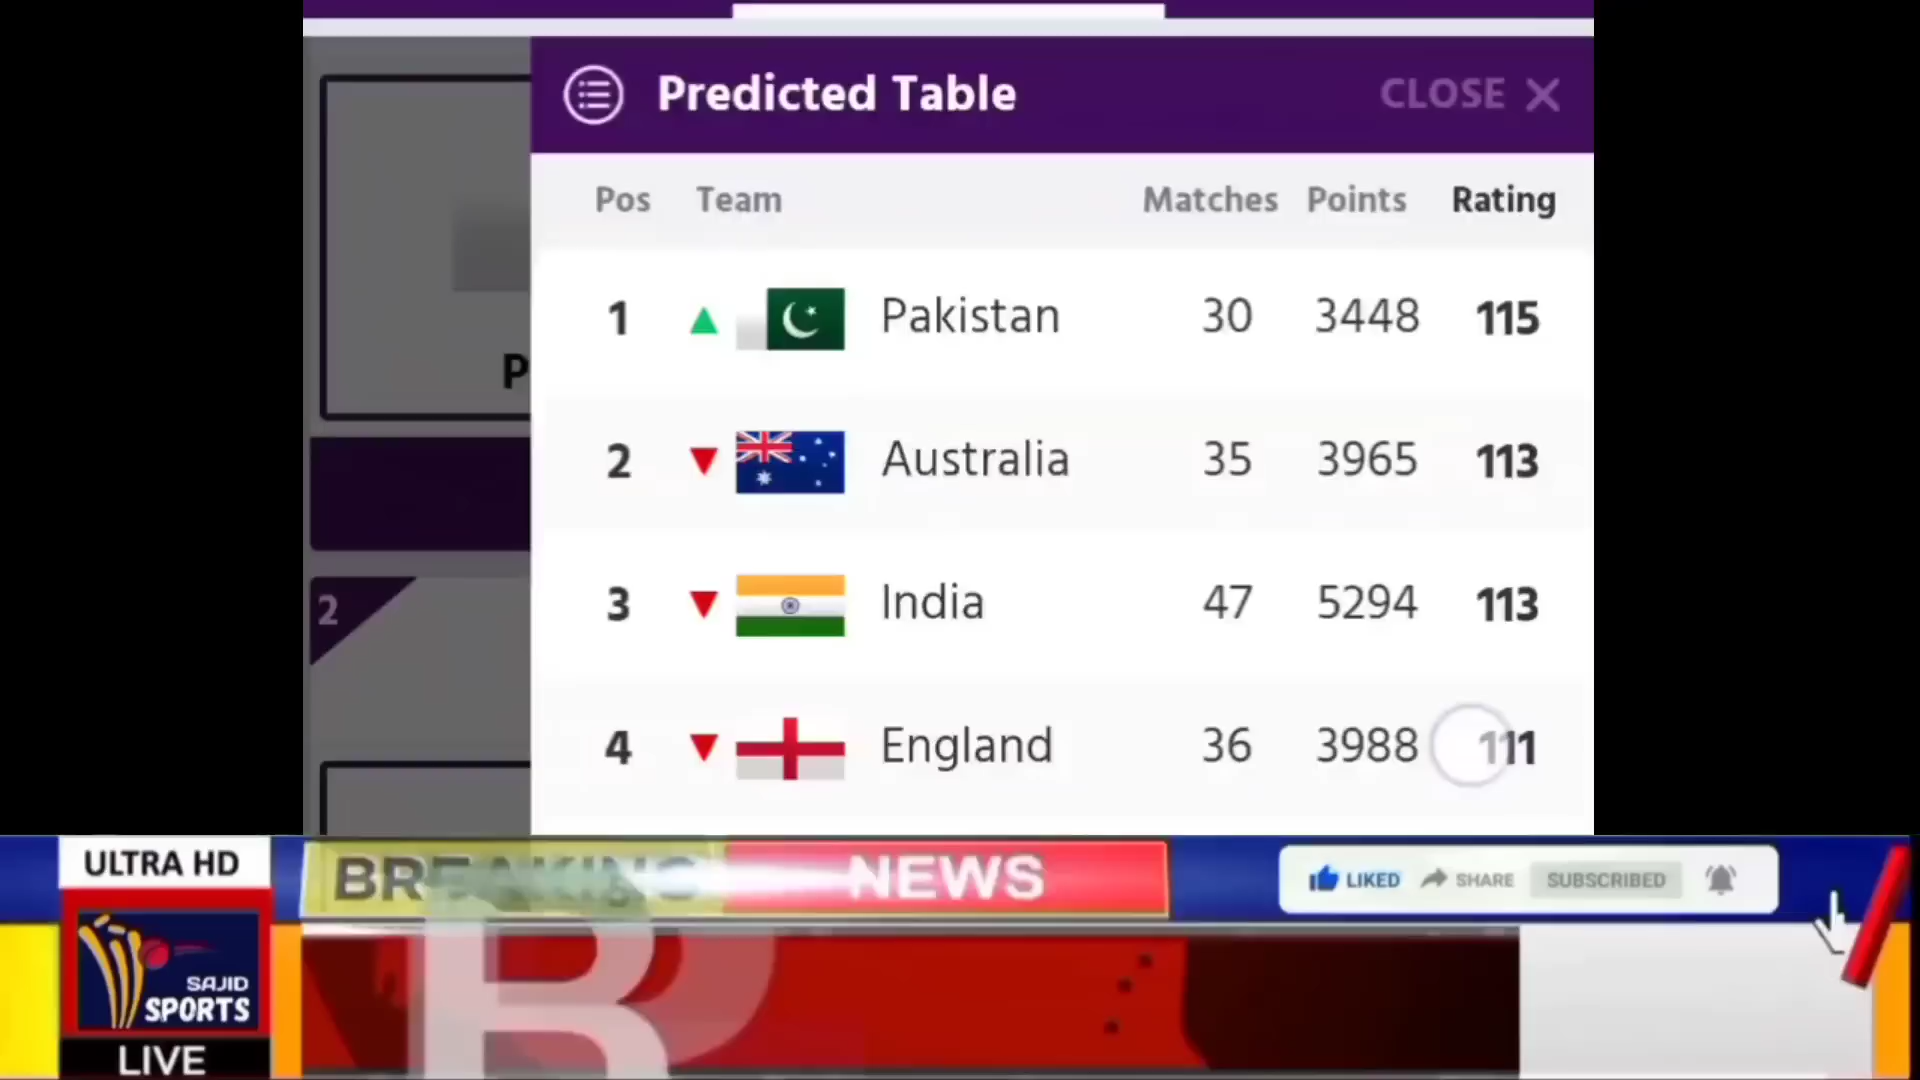 Predicted Table CLOSE
Pos Team Matches Points Rating
1 Pakistan 30 3448 115
P
2 Australia 35 3965 113
3 India 47 5294 113
2
4 England 36 3988 111
ULTRA HD
BREAKING NEWS
LIKED SHARE SUBSCRIBED
SAJID
SPORTS
LIVE
R